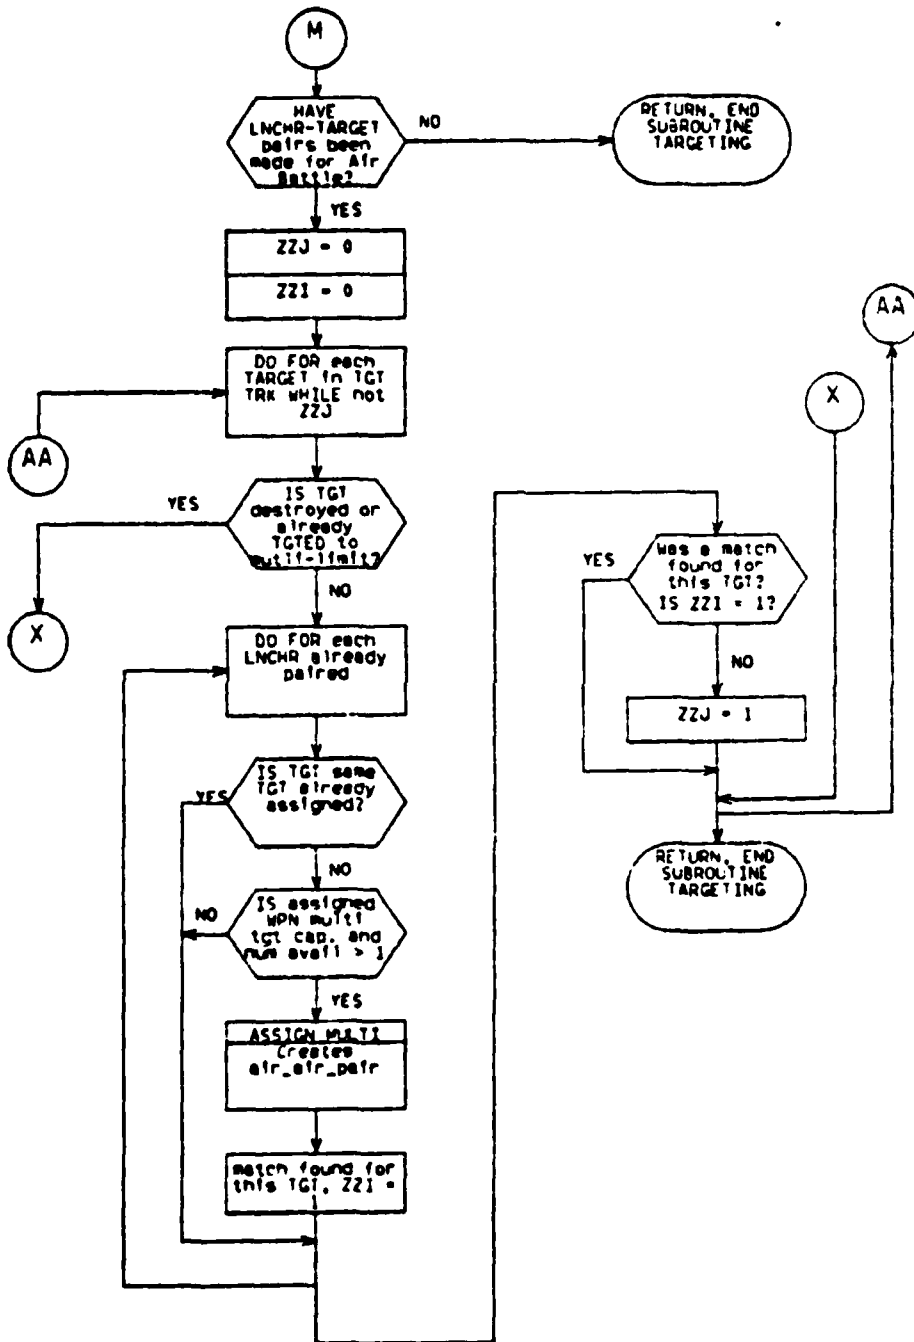 M
HAVE
LNCHR-TARGET
pairs been
made for Air
Battle?
NO
RETURN, END
SUBROUTINE
TARGETING
YES
ZZJ = 0
ZZI = 0
DO FOR each
TARGET in TGT
TRK WHILE not
ZZJ
AA
IS TGT
destroyed or
already
TGTED to
mutli-limit?
YES
X
NO
DO FOR each
LNCHR already
paired
IS TGT same
TGT already
assigned?
YES
NO
IS assigned
WPN multi
tgt cap. and
num avail > 1
NO
YES
ASSIGN MULTI
Creates
air_air_pair
match found for
this TGT, ZZI =
AA
X
Was a match
found for
this TGT?
IS ZZI = 1?
YES
NO
ZZJ = 1
RETURN, END
SUBROUTINE
TARGETING